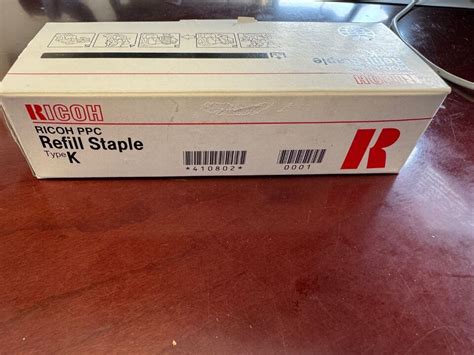 RICOH
RICOH PPC
Refill Staple
Type K
*410802*
0001
R